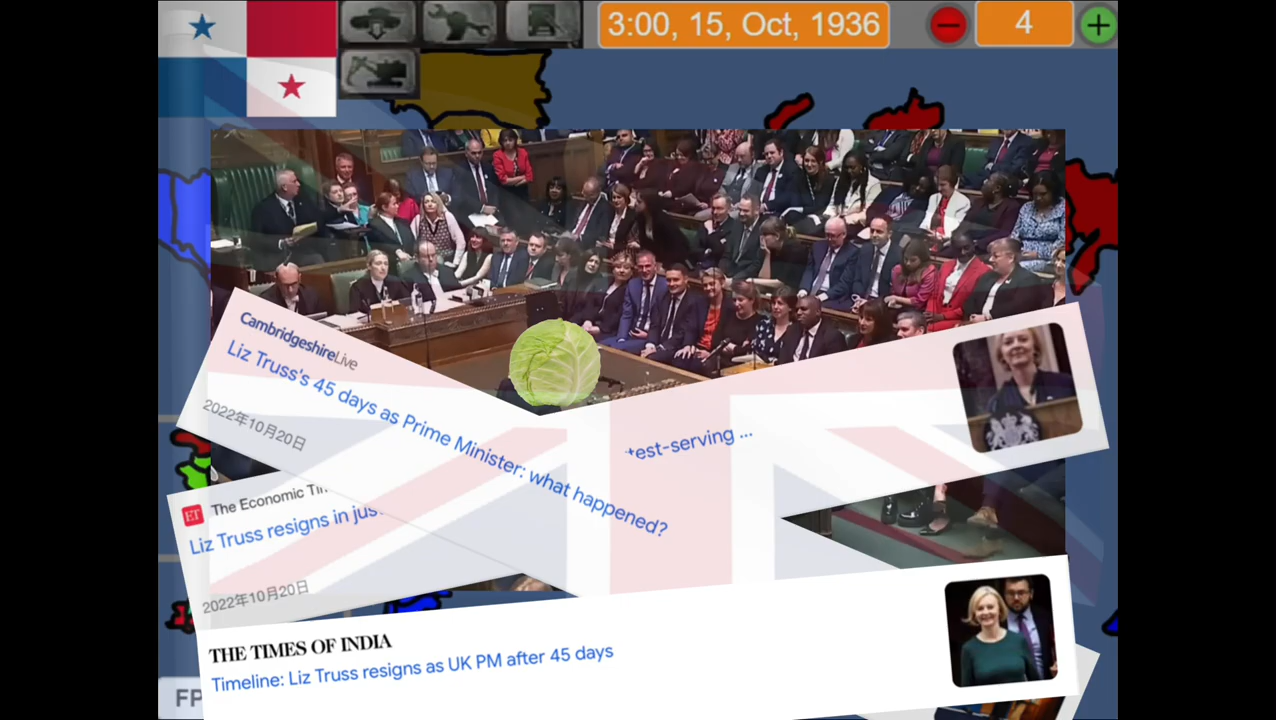 3:00, 15, Oct, 1936
4
CambridgeshireLive
Liz Truss's 45 days as Prime Minister: what happened?
2022年10月20日
est-serving ...
ET The Economic
Liz Truss resigns in
2022年10月20日
THE TIMES OF INDIA
Timeline: Liz Truss resigns as UK PM after 45 days
FP